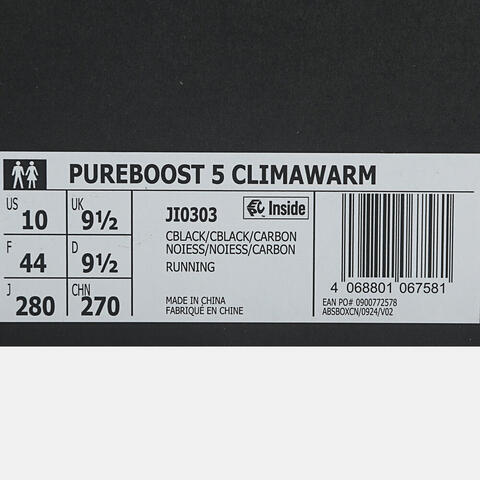 PUREBOOST 5 CLIMAWARM
US 10 UK 9½
F 44 D 9½
J 280 CHN 270
JI0303 Inside
CBLACK/CBLACK/CARBON
NOIESS/NOIESS/CARBON
RUNNING
MADE IN CHINA
FABRIQUÉ EN CHINE
4 068801 067581
EAN PO# 0900772578
ABSBOXCN/0924/V02